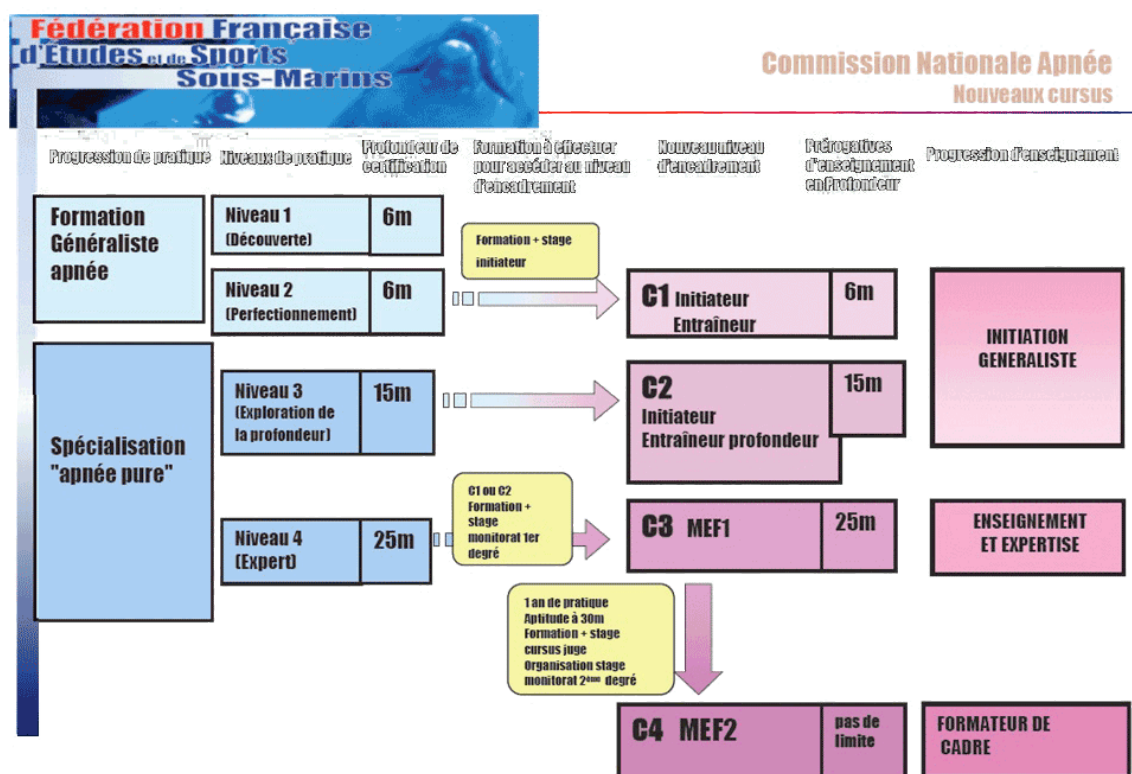 Fédération Française
d'Études et de Sports
Sous-Marins
Commission Nationale Apnée
Nouveaux cursus
Progression de pratique
Niveaux de pratique
Profondeur de
certification
Formation à effectuer
pour accéder au niveau
d'encadrement
Nouveau niveau
d'encadrement
Prérogatives
d'enseignement
en Profondeur
Progression d'enseignement
Formation
Généraliste
apnée
Niveau 1
(Découverte)
6m
Formation + stage
initiateur
Niveau 2
(Perfectionnement)
6m
C1 Initiateur
Entraîneur
6m
INITIATION
GENERALISTE
Spécialisation
"apnée pure"
Niveau 3
(Exploration de
la profondeur)
15m
C2
Initiateur
Entraîneur profondeur
15m
Niveau 4
(Expert)
25m
C1 ou C2
Formation +
stage
monitorat 1er
degré
C3 MEF1
25m
ENSEIGNEMENT
ET EXPERTISE
1 an de pratique
Aptitude à 30m
Formation + stage
cursus juge
Organisation stage
monitorat 2ème degré
C4 MEF2
pas de
limite
FORMATEUR DE
CADRE